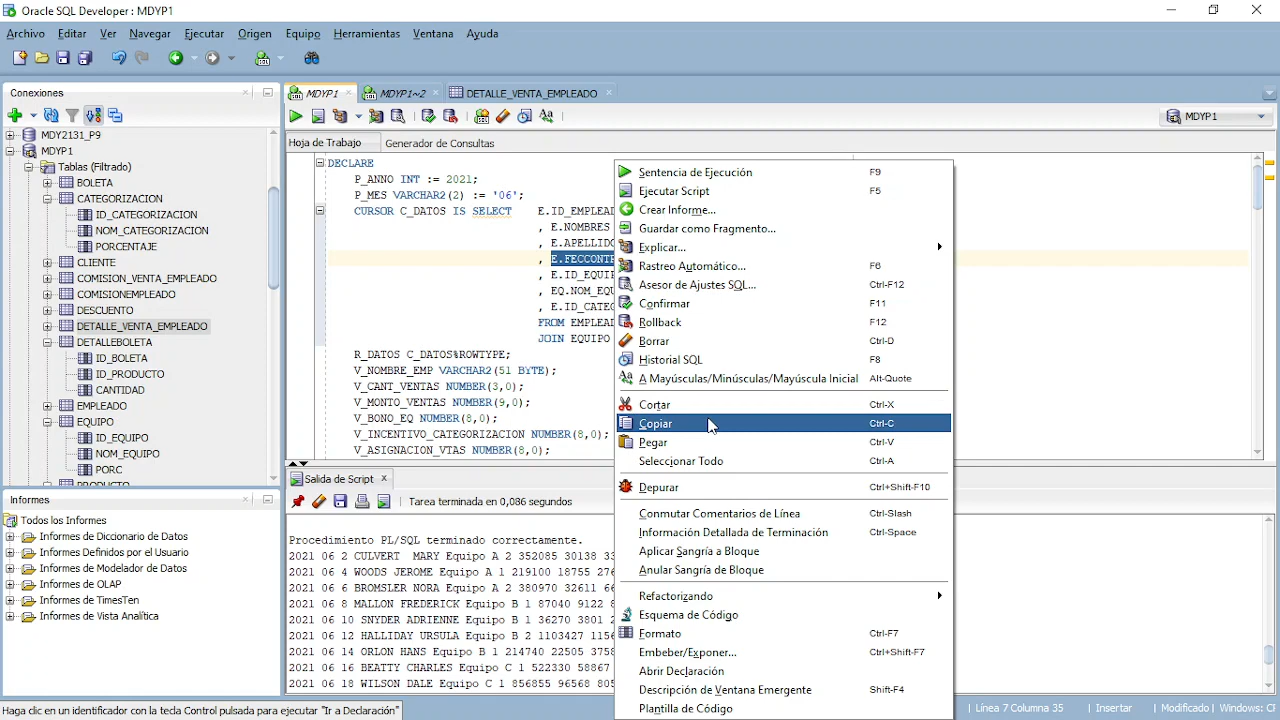 Oracle SQL Developer : MDYP1
Archivo Editar Ver Navegar Ejecutar Origen Equipo Herramientas Ventana Ayuda
Conexiones
MDYP1
MDYP1~2
DETALLE_VENTA_EMPLEADO
MDYP1
MDY2131_P9
MDYP1
Tablas (Filtrado)
BOLETA
CATEGORIZACION
ID_CATEGORIZACION
NOM_CATEGORIZACION
PORCENTAJE
CLIENTE
COMISION_VENTA_EMPLEADO
COMISIONEMPLEADO
DESCUENTO
DETALLE_VENTA_EMPLEADO
DETALLEBOLETA
ID_BOLETA
ID_PRODUCTO
CANTIDAD
EMPLEADO
EQUIPO
ID_EQUIPO
NOM_EQUIPO
PORC
PRODUCTO
Informes
Todos los Informes
Informes de Diccionario de Datos
Informes Definidos por el Usuario
Informes de Modelador de Datos
Informes de OLAP
Informes de TimesTen
Informes de Vista Analítica
Hoja de Trabajo Generador de Consultas
DECLARE
P_ANNO INT := 2021;
P_MES VARCHAR2(2) := '06';
CURSOR C_DATOS IS SELECT E.ID_EMPLEAD
, E.NOMBRES
, E.APELLIDO
, E.FECCONTR
, E.ID_EQUIP
, EQ.NOM_EQU
, E.ID_CATEG
FROM EMPLEAD
JOIN EQUIPO
R_DATOS C_DATOS%ROWTYPE;
V_NOMBRE_EMP VARCHAR2(51 BYTE);
V_CANT_VENTAS NUMBER(3,0);
V_MONTO_VENTAS NUMBER(9,0);
V_BONO_EQ NUMBER(8,0);
V_INCENTIVO_CATEGORIZACION NUMBER(8,0);
V_ASIGNACION_VTAS NUMBER(8,0);
Salida de Script
Tarea terminada en 0,086 segundos
Procedimiento PL/SQL terminado correctamente.
2021 06 2 CULVERT  MARY Equipo A 2 352085 30138 33
2021 06 4 WOODS JEROME Equipo A 1 219100 18755 276
2021 06 6 BROMSLER NORA Equipo A 2 380970 32611 66
2021 06 8 MALLON FREDERICK Equipo B 1 87040 9122 8
2021 06 10 SNYDER ADRIENNE Equipo B 1 36270 3801 2
2021 06 12 HALLIDAY URSULA Equipo B 2 1103427 1156
2021 06 14 ORLON HANS Equipo B 1 214740 22505 3758
2021 06 16 BEATTY CHARLES Equipo C 1 522330 58867
2021 06 18 WILSON DALE Equipo C 1 856855 96568 805
Sentencia de Ejecución F9
Ejecutar Script F5
Crear Informe...
Guardar como Fragmento...
Explicar...
Rastreo Automático... F6
Asesor de Ajustes SQL... Ctrl-F12
Confirmar F11
Rollback F12
Borrar Ctrl-D
Historial SQL F8
A Mayúsculas/Minúsculas/Mayúscula Inicial Alt-Quote
Cortar Ctrl-X
Copiar Ctrl-C
Pegar Ctrl-V
Seleccionar Todo Ctrl-A
Depurar Ctrl+Shift-F10
Conmutar Comentarios de Línea Ctrl-Slash
Información Detallada de Terminación Ctrl-Space
Aplicar Sangría a Bloque
Anular Sangría de Bloque
Refactorizando
Esquema de Código
Formato Ctrl-F7
Embeber/Exponer... Ctrl+Shift-F7
Abrir Declaración
Descripción de Ventana Emergente Shift-F4
Plantilla de Código
Haga clic en un identificador con la tecla Control pulsada para ejecutar "Ir a Declaración"
Línea 7 Columna 35 Insertar Modificado Windows: CF